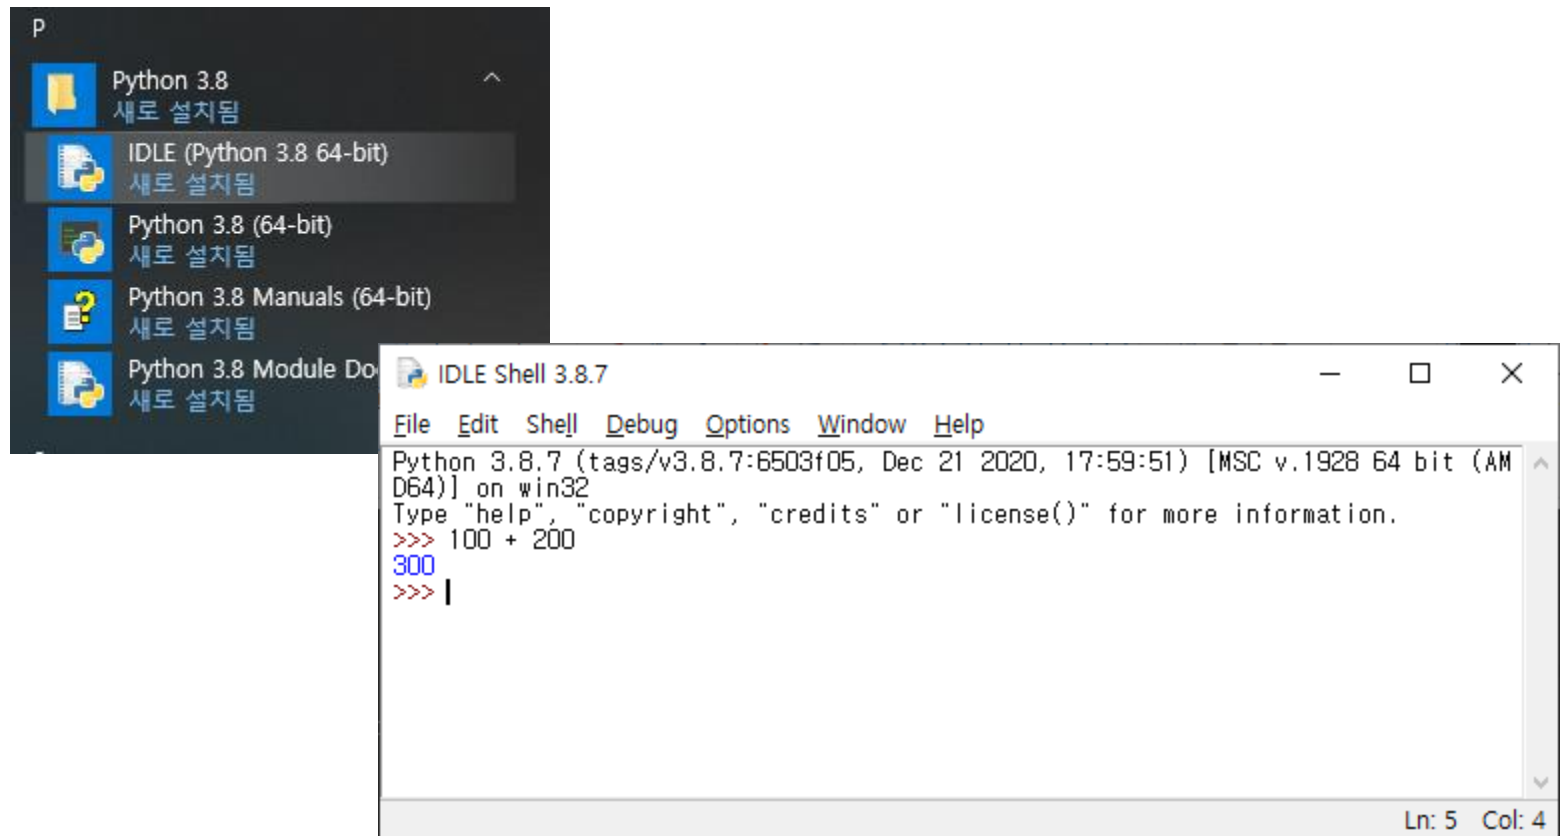 P
Python 3.8
새로 설치됨
IDLE (Python 3.8 64-bit)
새로 설치됨
Python 3.8 (64-bit)
새로 설치됨
Python 3.8 Manuals (64-bit)
새로 설치됨
Python 3.8 Module
새로 설치됨
IDLE Shell 3.8.7
File Edit Shell Debug Options Window Help
Python 3.8.7 (tags/v3.8.7:6503f05, Dec 21 2020, 17:59:51) [MSC v.1928 64 bit (AM
D64)] on win32
Type "help", "copyright", "credits" or "license()" for more information.
>>> 100 + 200
300
>>>
Ln: 5 Col: 4